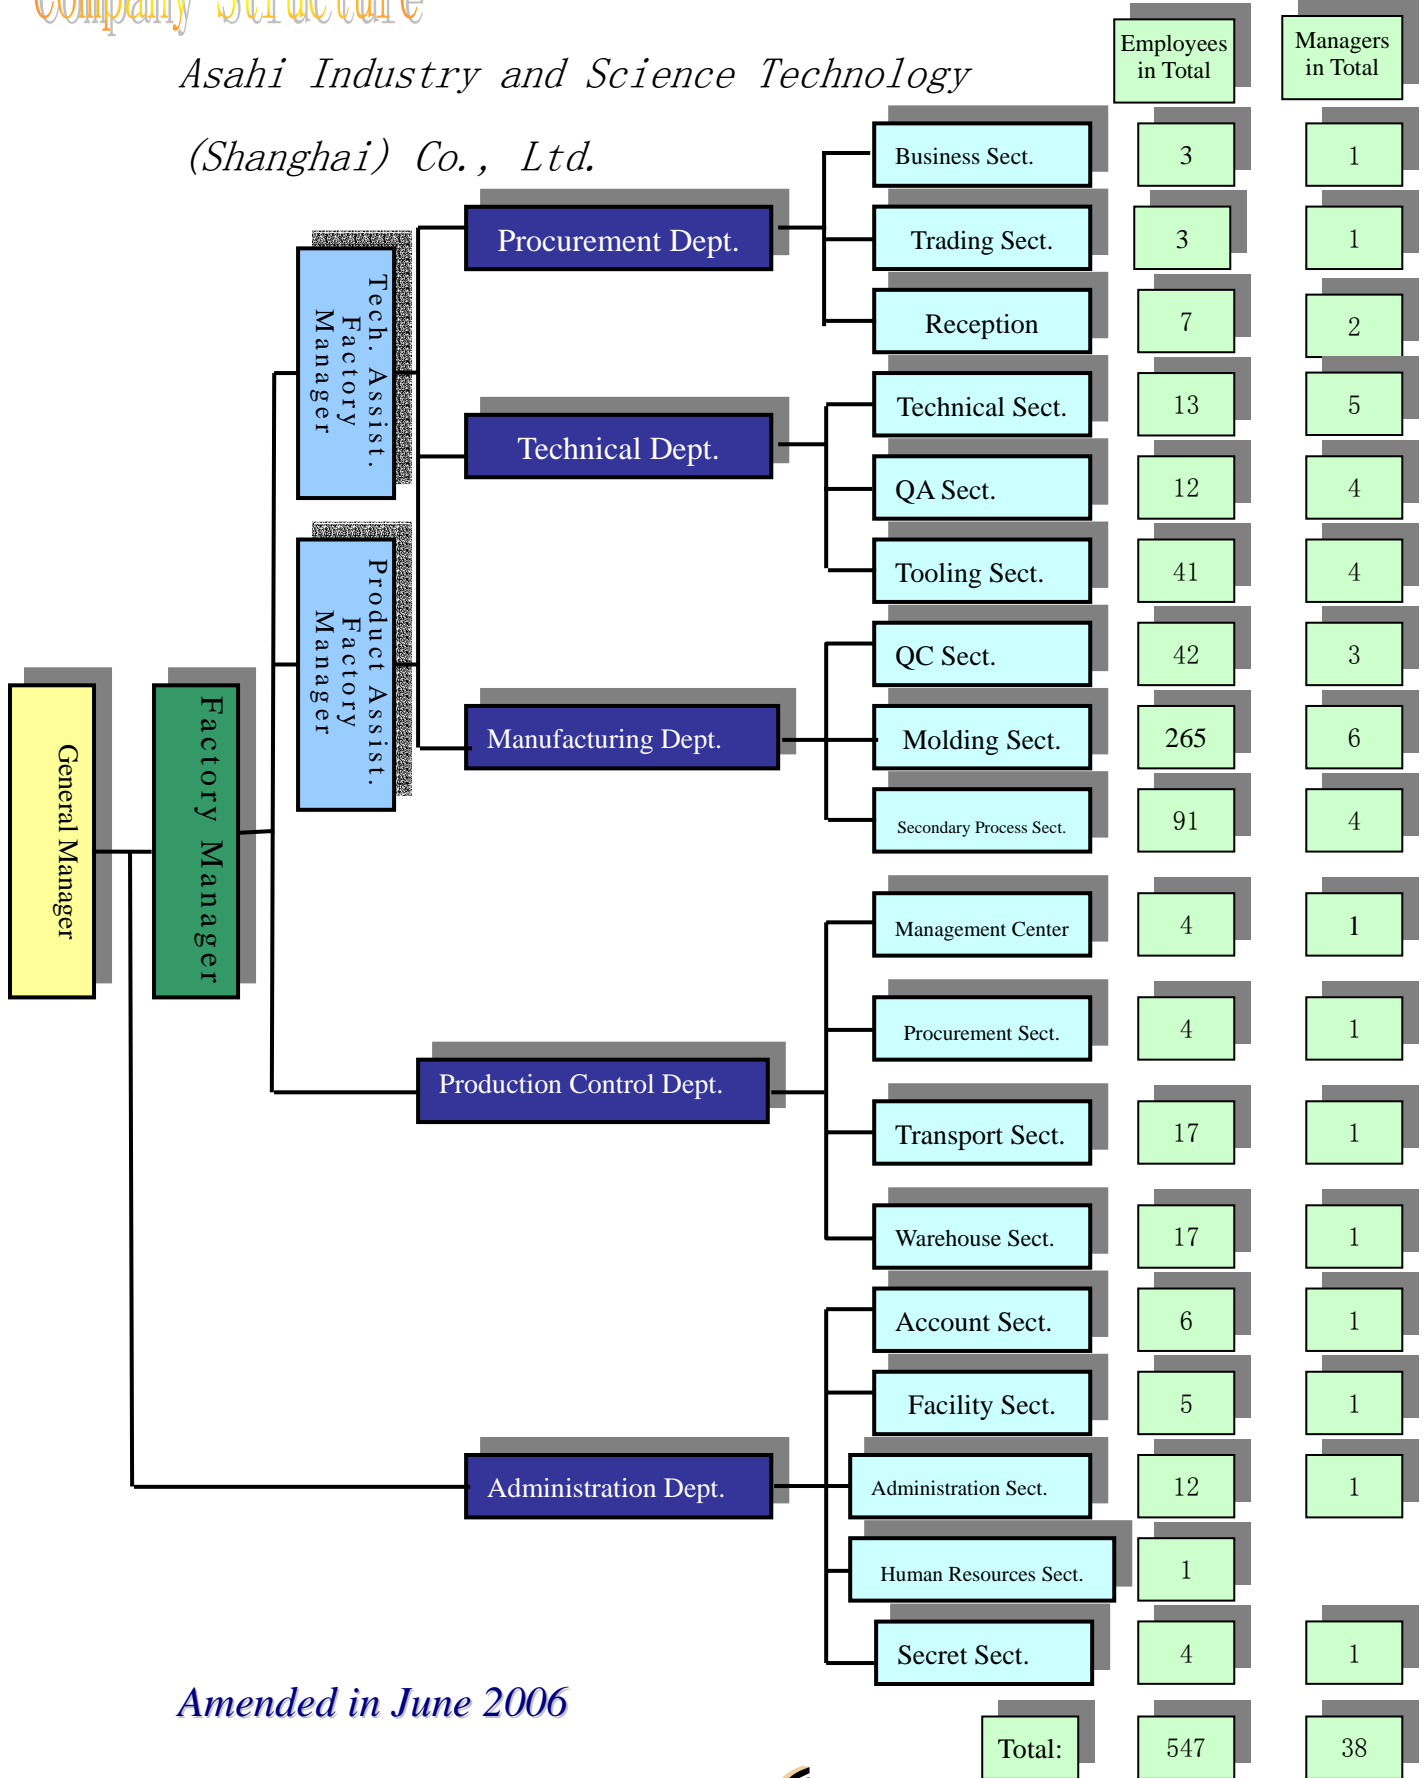 Company Structure
Asahi Industry and Science Technology
(Shanghai) Co., Ltd.
Employees
in Total
Managers
in Total
Business Sect.
3
1
Procurement Dept.
Trading Sect.
3
1
Reception
7
2
Tech. Assist.
Factory
Manager
Technical Dept.
Technical Sect.
13
5
QA Sect.
12
4
Tooling Sect.
41
4
Product Assist.
Factory
Manager
QC Sect.
42
3
Manufacturing Dept.
Molding Sect.
265
6
Secondary Process Sect.
91
4
General Manager
Factory Manager
Management Center
4
1
Procurement Sect.
4
1
Production Control Dept.
Transport Sect.
17
1
Warehouse Sect.
17
1
Account Sect.
6
1
Facility Sect.
5
1
Administration Dept.
Administration Sect.
12
1
Human Resources Sect.
1
Secret Sect.
4
1
Amended in June 2006
Total:
547
38